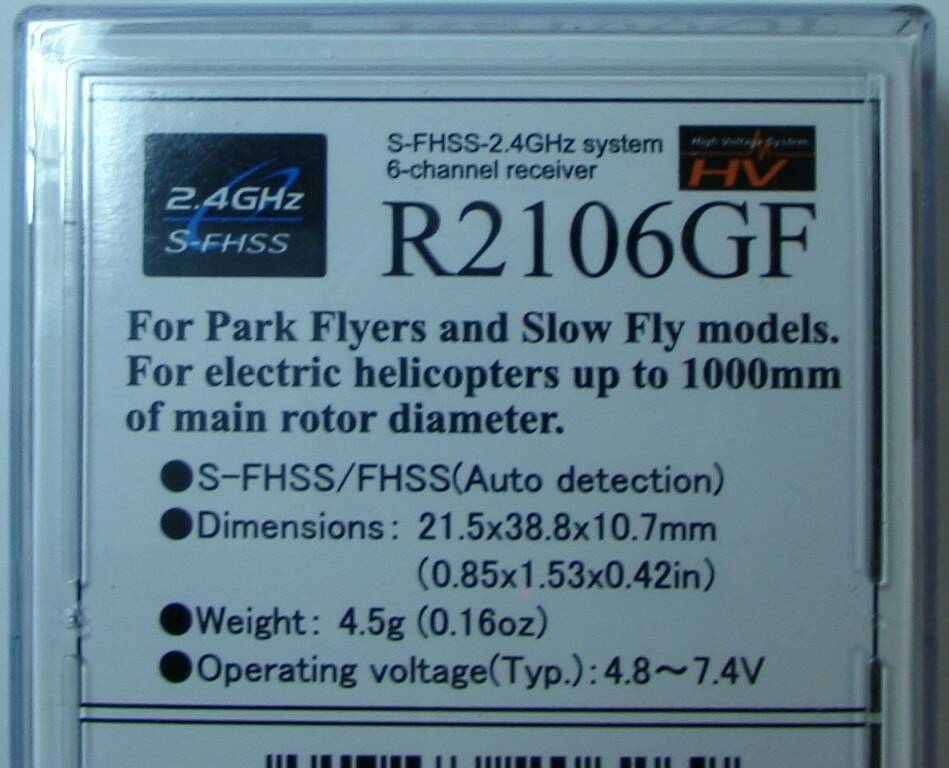 2.4GHz
S-FHSS
S-FHSS-2.4GHz system
6-channel receiver
High Voltage System
HV
R2106GF
For Park Flyers and Slow Fly models.
For electric helicopters up to 1000mm
of main rotor diameter.
●S-FHSS/FHSS(Auto detection)
●Dimensions: 21.5x38.8x10.7mm
(0.85x1.53x0.42in)
●Weight: 4.5g (0.16oz)
●Operating voltage(Typ.):4.8～7.4V